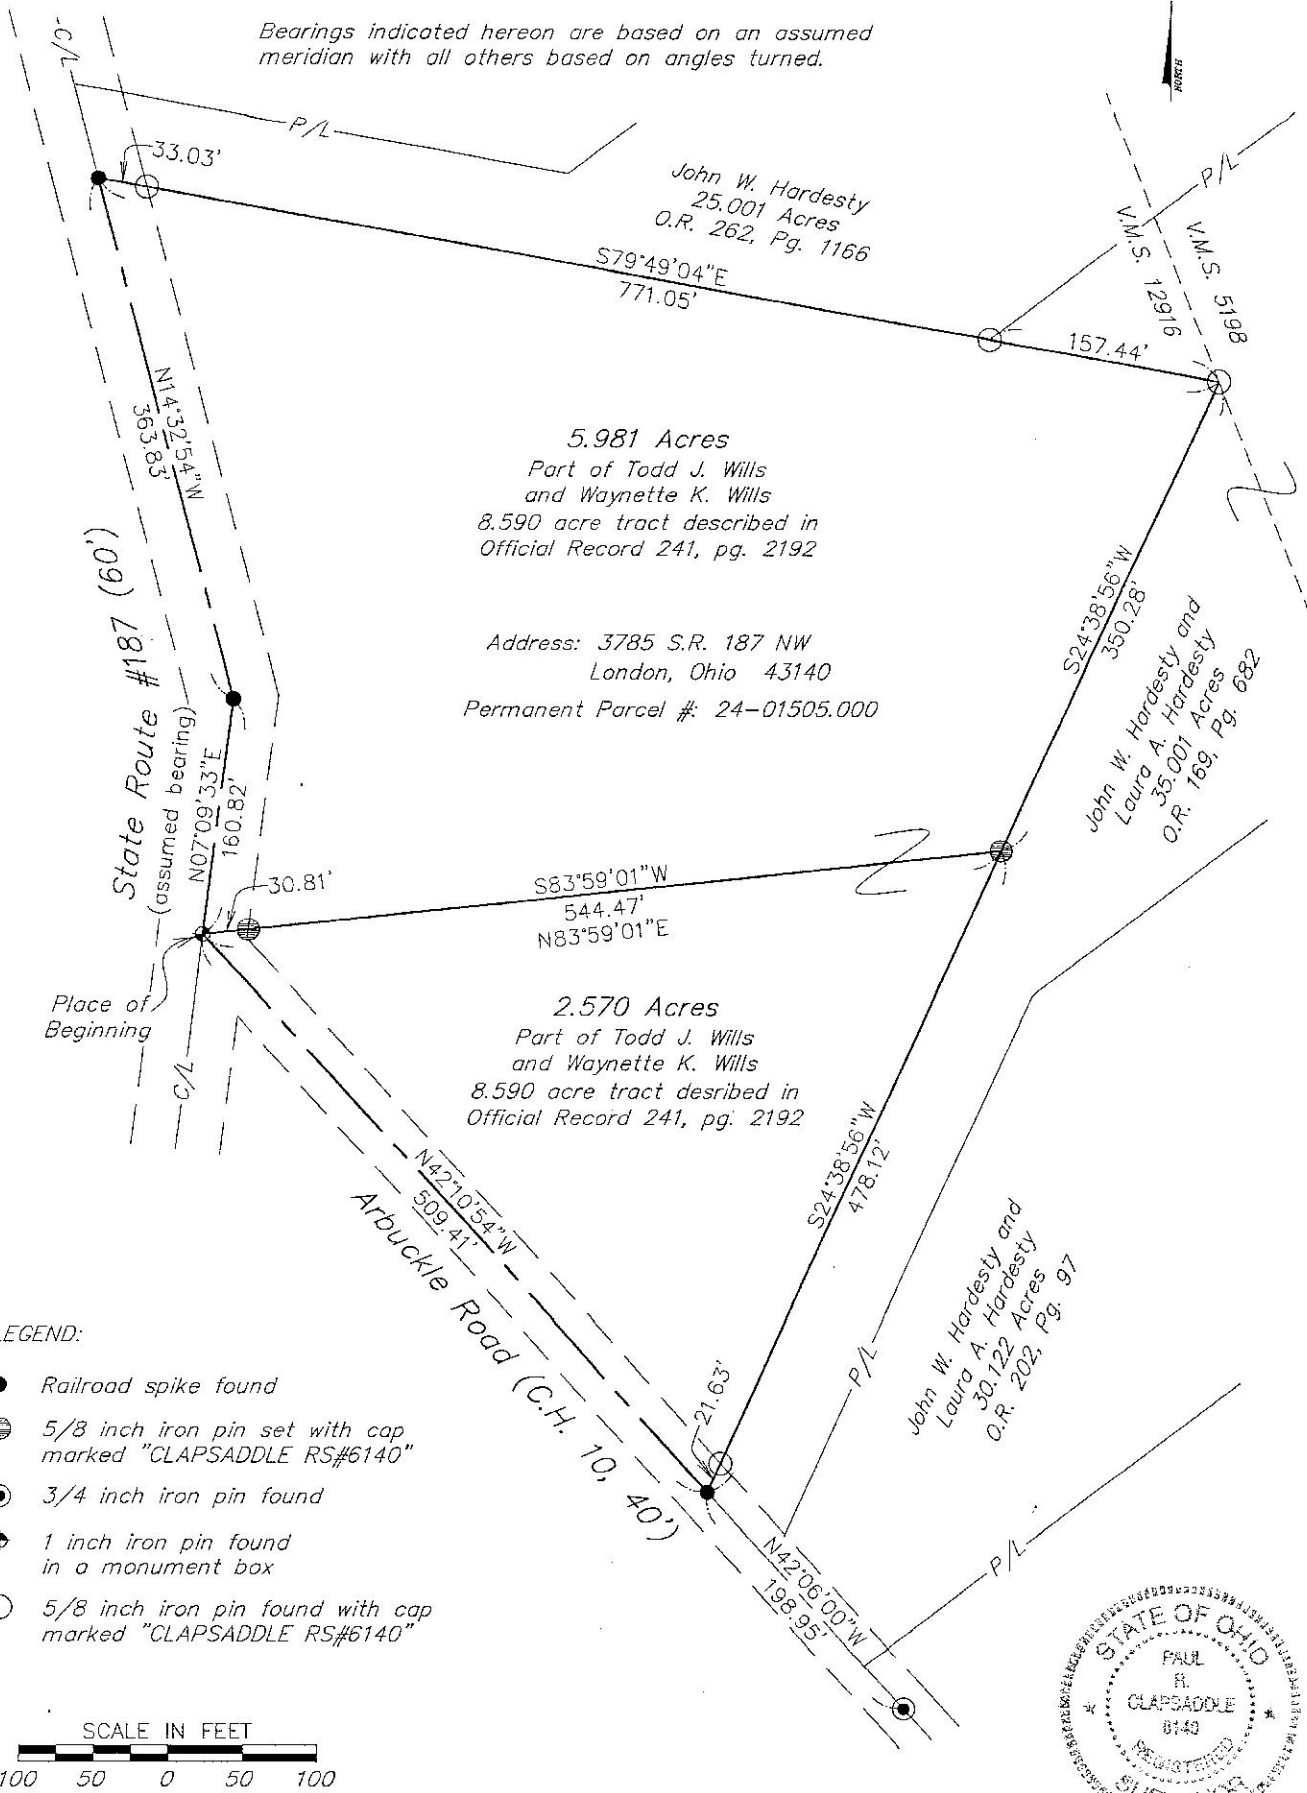 Bearings indicated hereon are based on an assumed
meridian with all others based on angles turned.
NORTH
C/L
P/L
33.03'
John W. Hardesty
25.001 Acres
O.R. 262, Pg. 1166
P/L
V.M.S. 12916
V.M.S. 5198
S79°49'04"E
771.05'
157.44'
N14°32'54"W
363.83'
5.981 Acres
Part of Todd J. Wills
and Waynette K. Wills
8.590 acre tract described in
Official Record 241, pg. 2192
Address: 3785 S.R. 187 NW
London, Ohio 43140
Permanent Parcel #: 24-01505.000
S24°38'56"W
350.28'
John W. Hardesty and
Laura A. Hardesty
35.001 Acres
O.R. 169, Pg. 682
State Route #187 (60')
(assumed bearing)
N07°09'33"E
160.82'
30.81'
S83°59'01"W
544.47'
N83°59'01"E
Place of
Beginning
C/L
2.570 Acres
Part of Todd J. Wills
and Waynette K. Wills
8.590 acre tract desribed in
Official Record 241, pg. 2192
N42°10'54"W
509.41'
Arbuckle Road (C.H. 10, 40')
S24°38'56"W
478.12'
21.63'
P/L
John W. Hardesty and
Laura A. Hardesty
30.122 Acres
O.R. 202, Pg. 97
P/L
N42°06'00"W
198.95'
LEGEND:
Railroad spike found
5/8 inch iron pin set with cap
marked "CLAPSADDLE RS#6140"
3/4 inch iron pin found
1 inch iron pin found
in a monument box
5/8 inch iron pin found with cap
marked "CLAPSADDLE RS#6140"
SCALE IN FEET
100 50 0 50 100
STATE OF OHIO
PAUL
R.
CLAPSADDLE
6140
REGISTERED